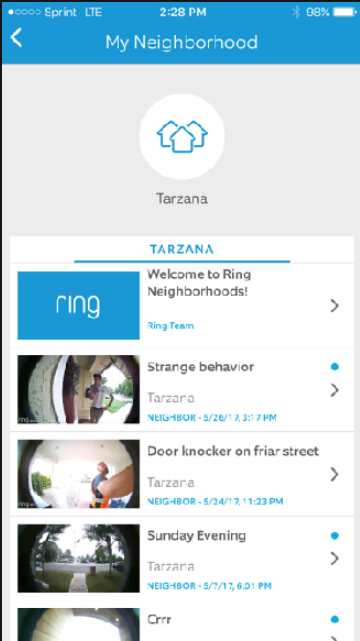 Sprint LTE 2:28 PM 98%
My Neighborhood
Tarzana
TARZANA
ring
Welcome to Ring
Neighborhoods!
Ring Team
Strange behavior
Tarzana
NEIGHBOR - 5/26/17, 3:17 PM
ring
Door knocker on friar street
Tarzana
NEIGHBOR - 5/24/17, 11:23 PM
ring
Sunday Evening
Tarzana
NEIGHBOR - 5/7/17, 6:01 PM
Crrr